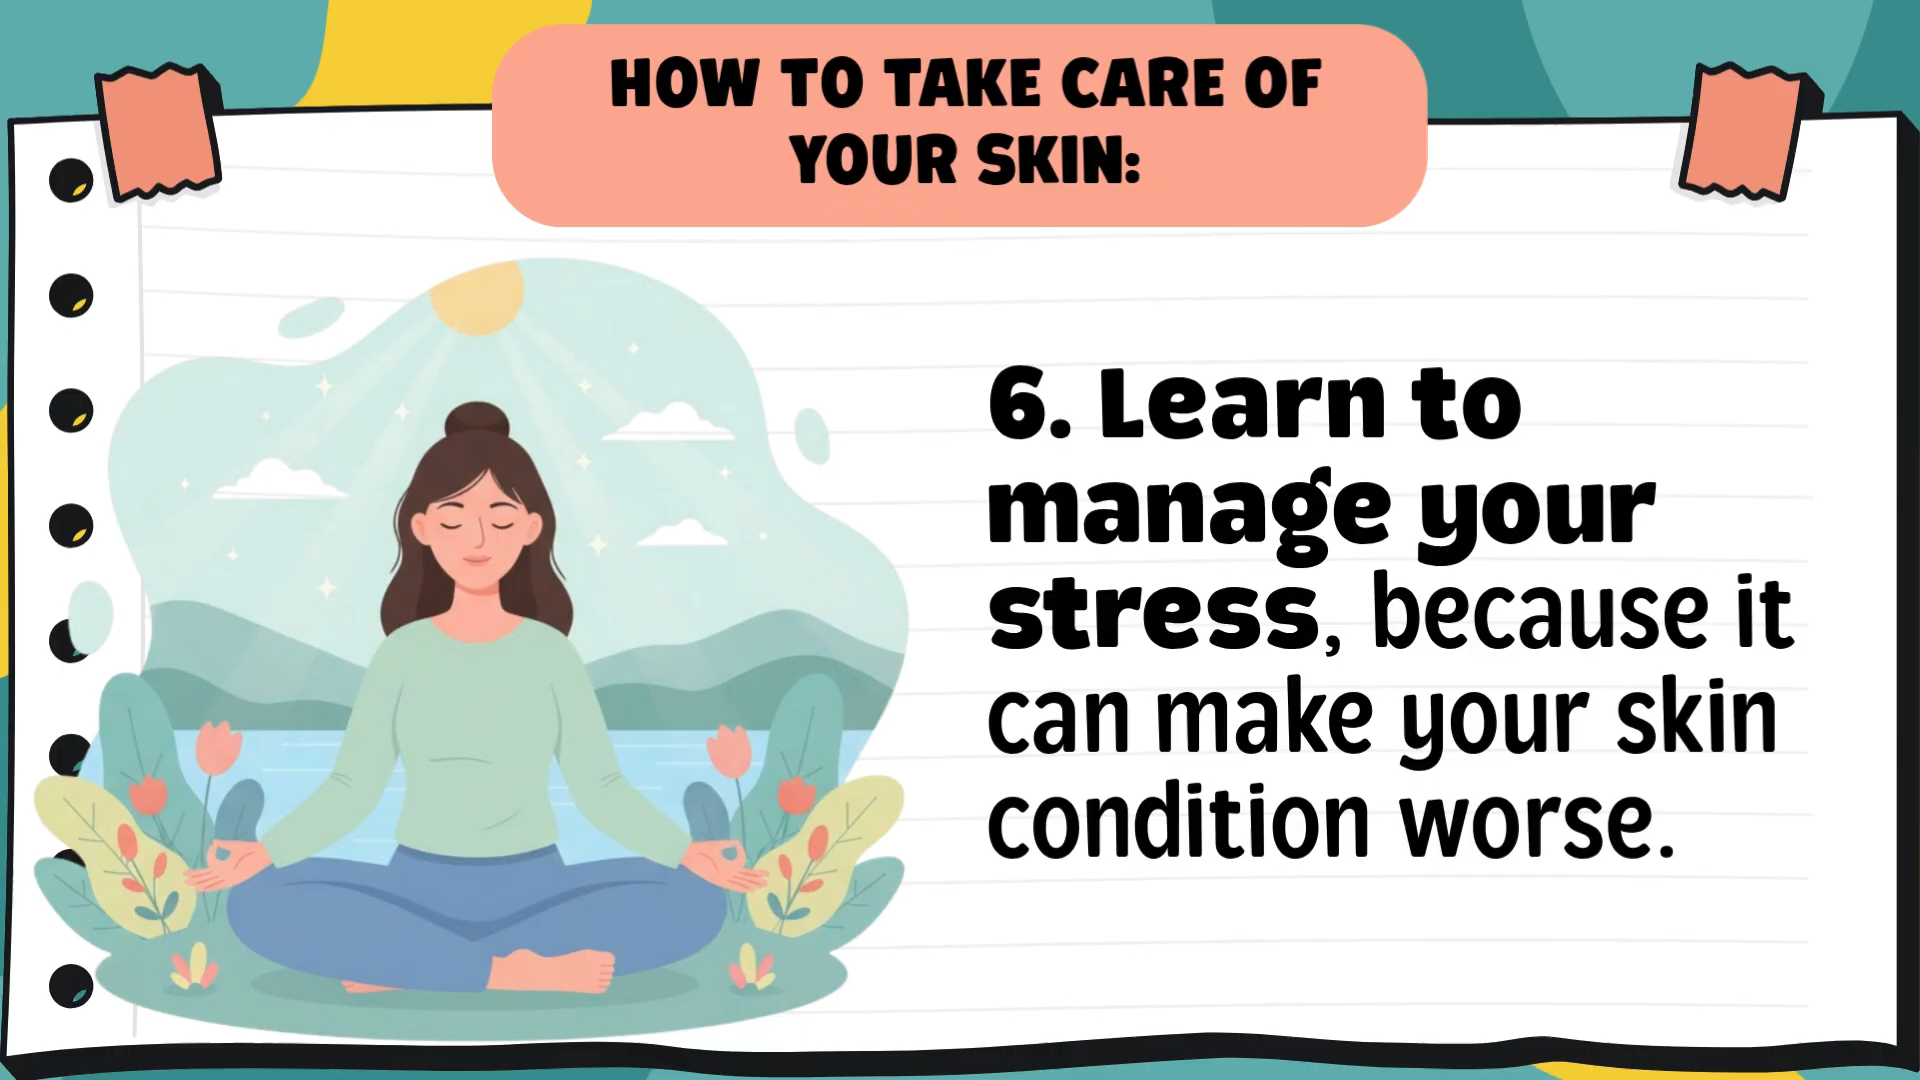 HOW TO TAKE CARE OF
YOUR SKIN:
6. Learn to
manage your
stress, because it
can make your skin
condition worse.